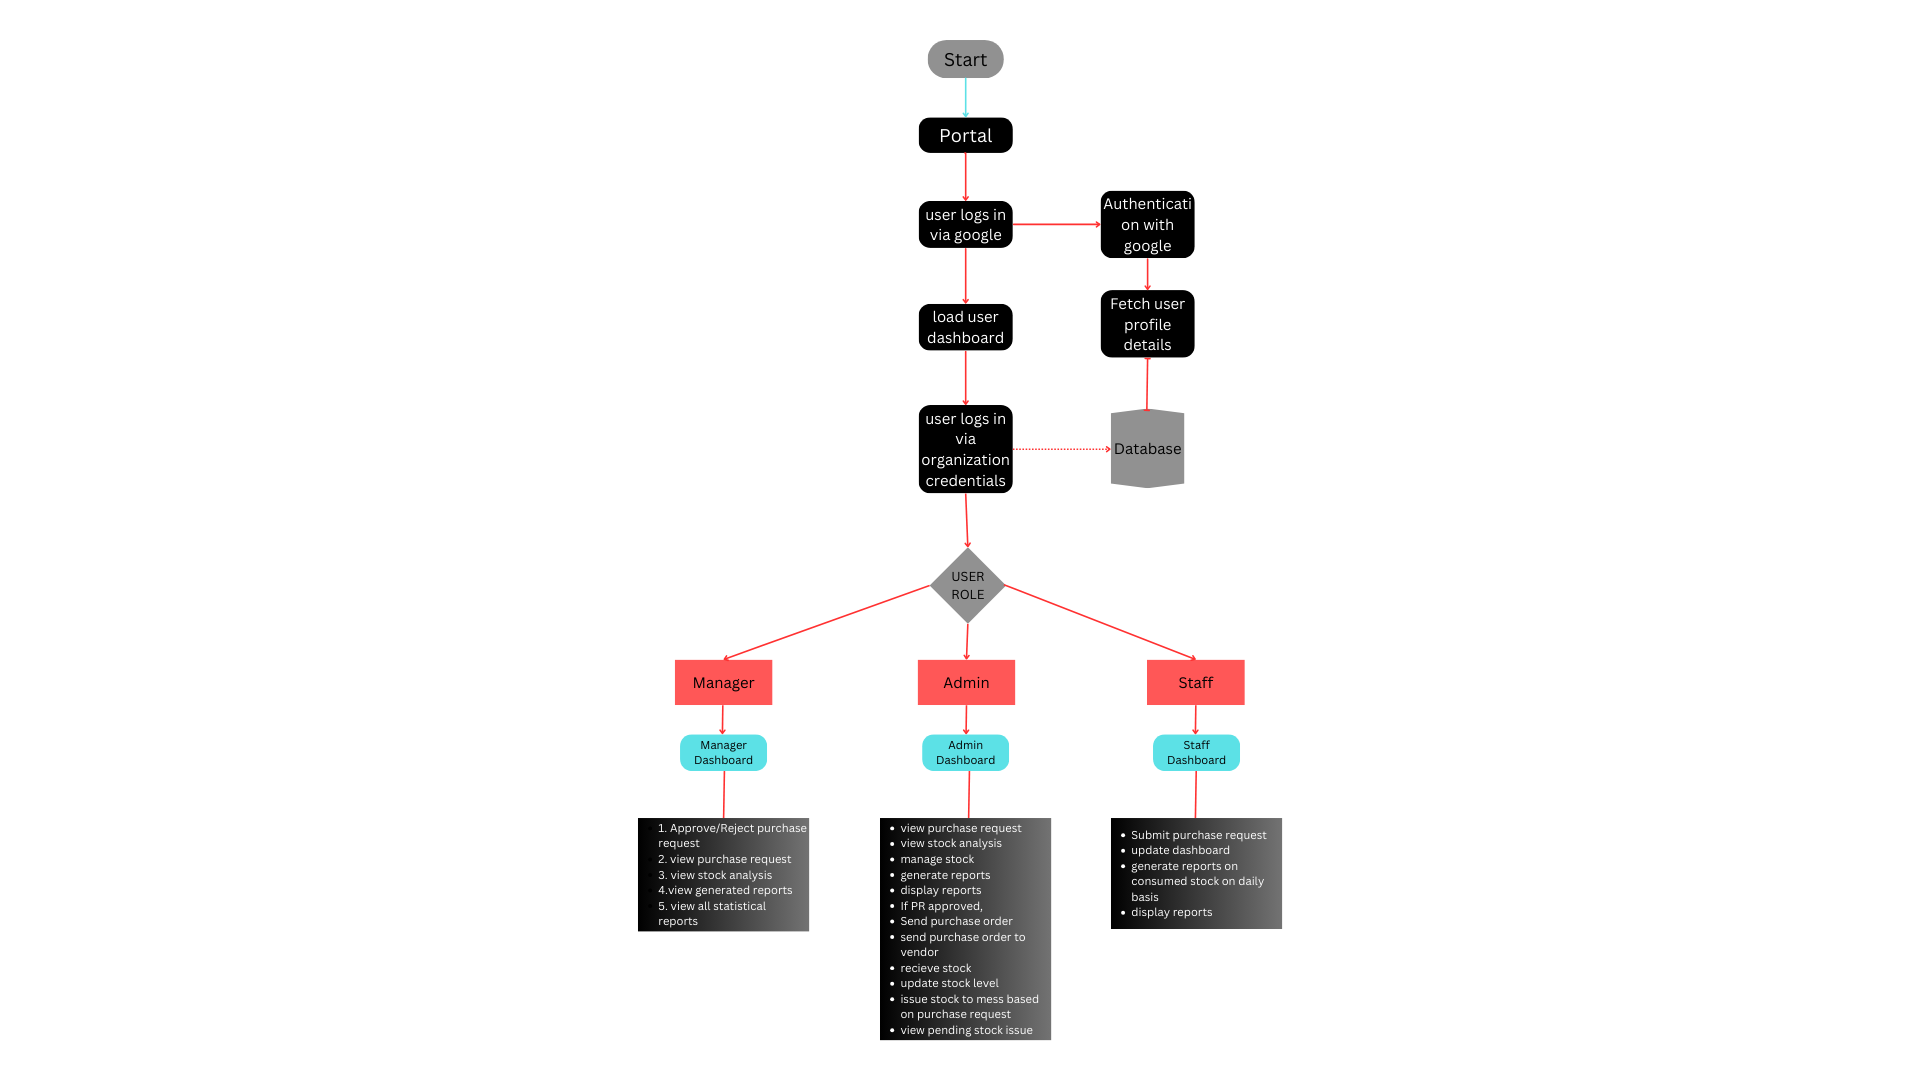 Start
Portal
user logs in
via google
Authenticati
on with
google
load user
dashboard
Fetch user
profile
details
user logs in
via
organization
credentials
Database
USER
ROLE
Manager
Admin
Staff
Manager
Dashboard
Admin
Dashboard
Staff
Dashboard
1. Approve/Reject purchase
request
2. view purchase request
3. view stock analysis
4.view generated reports
5. view all statistical
reports
view purchase request
view stock analysis
manage stock
generate reports
display reports
If PR approved,
Send purchase order
send purchase order to
vendor
recieve stock
update stock level
issue stock to mess based
on purchase request
view pending stock issue
Submit purchase request
update dashboard
generate reports on
consumed stock on daily
basis
display reports